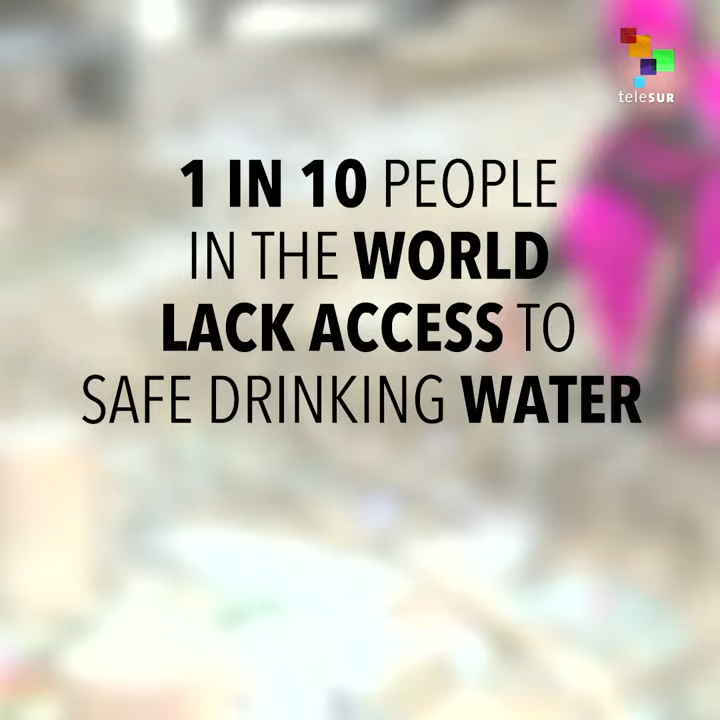 teleSUR
1 IN 10 PEOPLE
IN THE WORLD
LACK ACCESS TO
SAFE DRINKING WATER